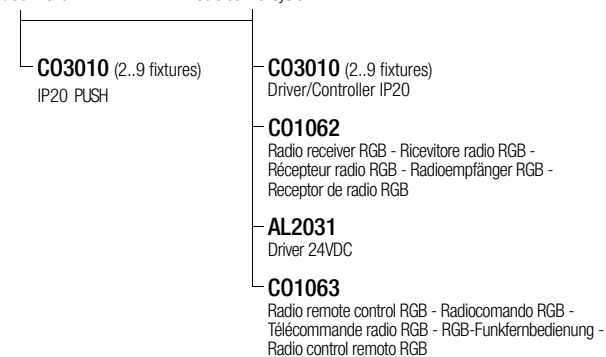 CO3010 (2..9 fixtures)
IP20 PUSH
CO3010 (2..9 fixtures)
Driver/Controller IP20
CO1062
Radio receiver RGB - Ricevitore radio RGB -
Récepteur radio RGB - Radioempfänger RGB -
Receptor de radio RGB
AL2031
Driver 24VDC
CO1063
Radio remote control RGB - Radiocomando RGB -
Télécommande radio RGB - RGB-Funkfernbedienung -
Radio control remoto RGB